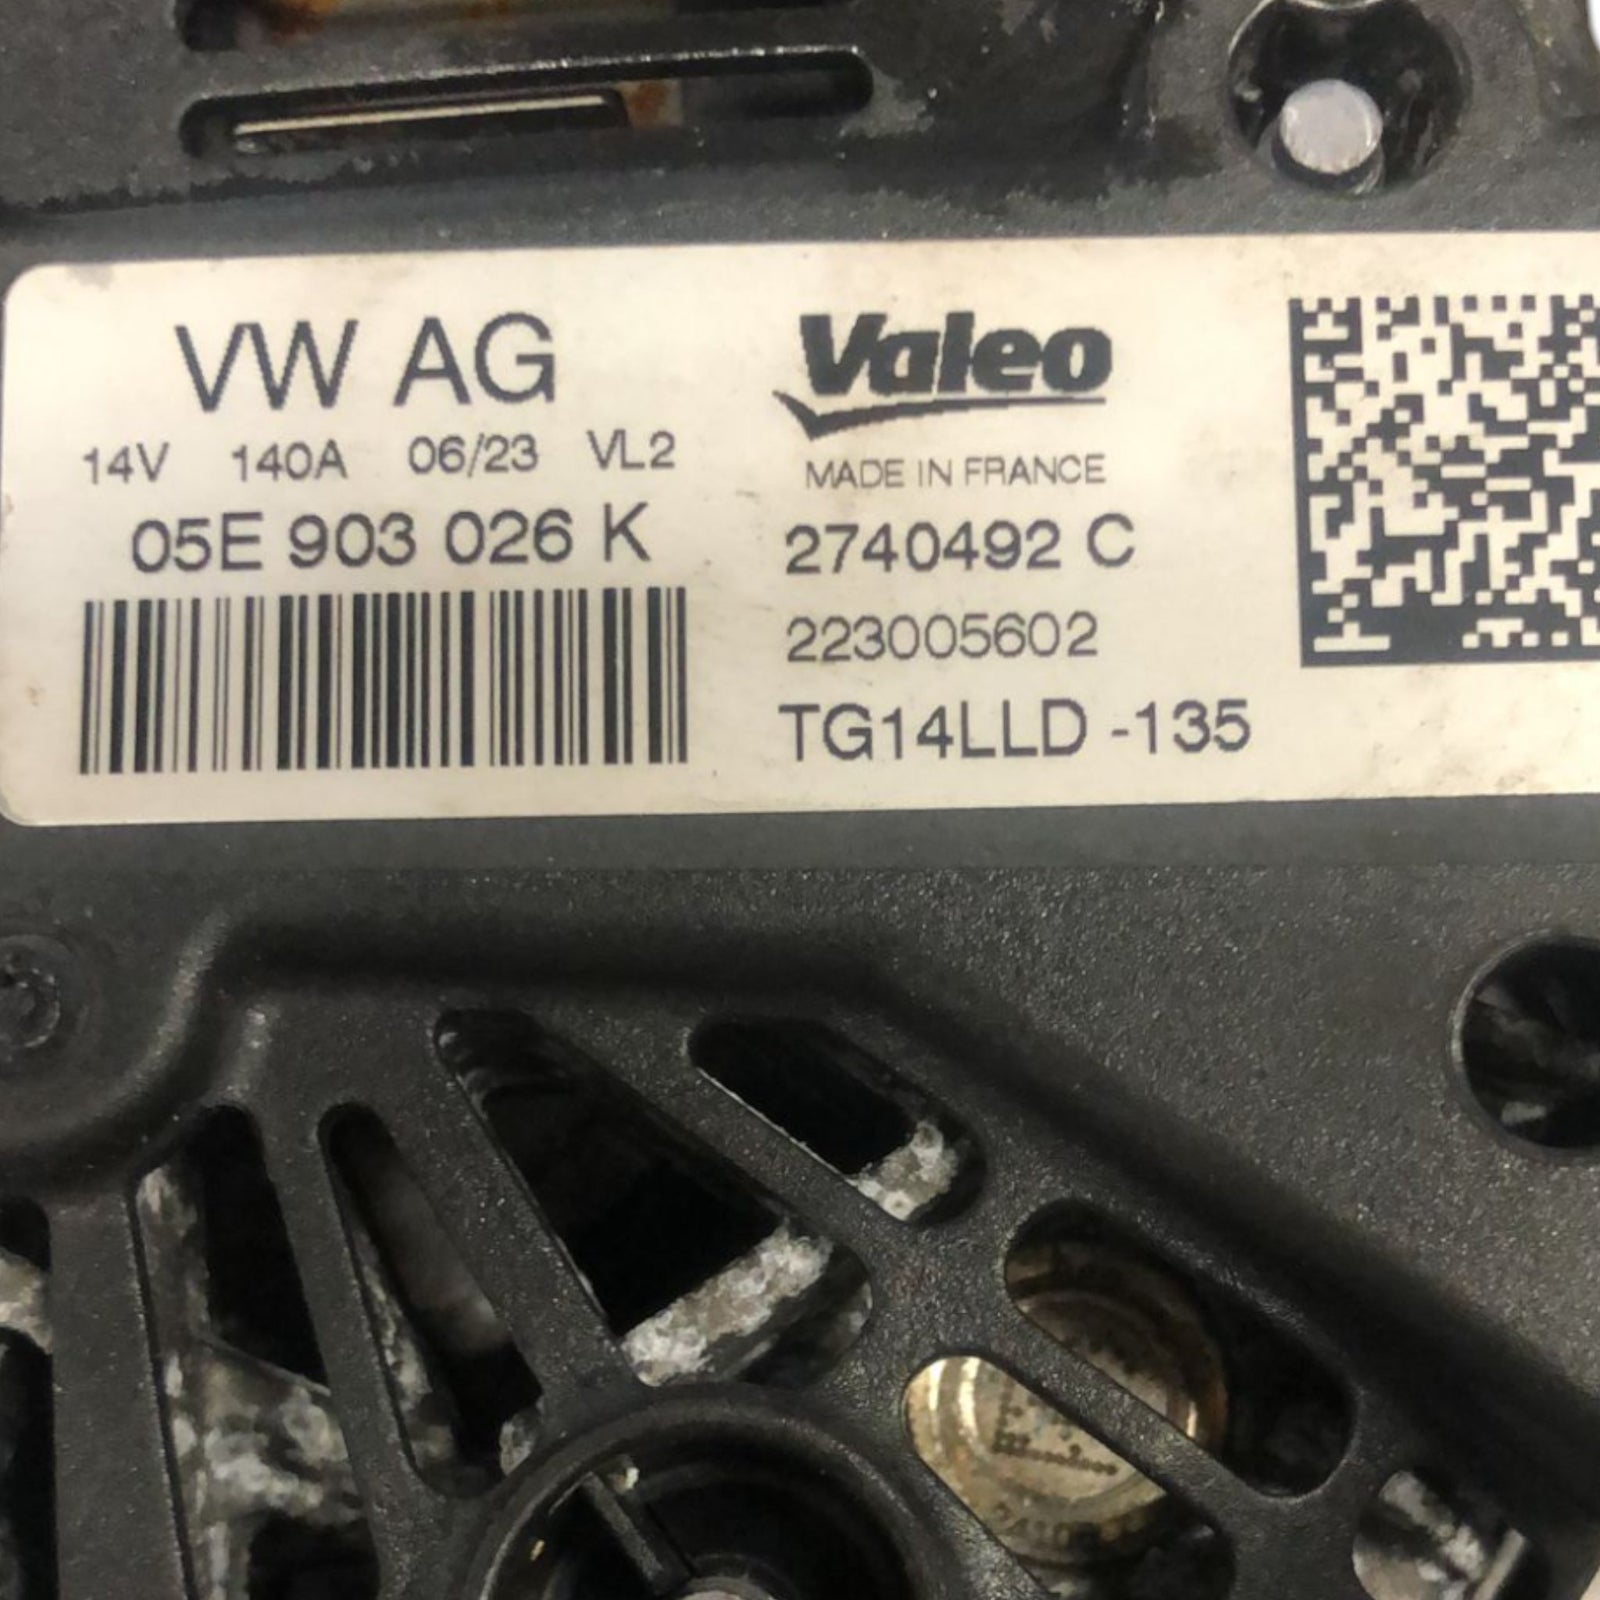 VW AG
14V 140A 06/23 VL2
05E 903 026 K
Valeo
MADE IN FRANCE
2740492 C
223005602
TG14LLD -135